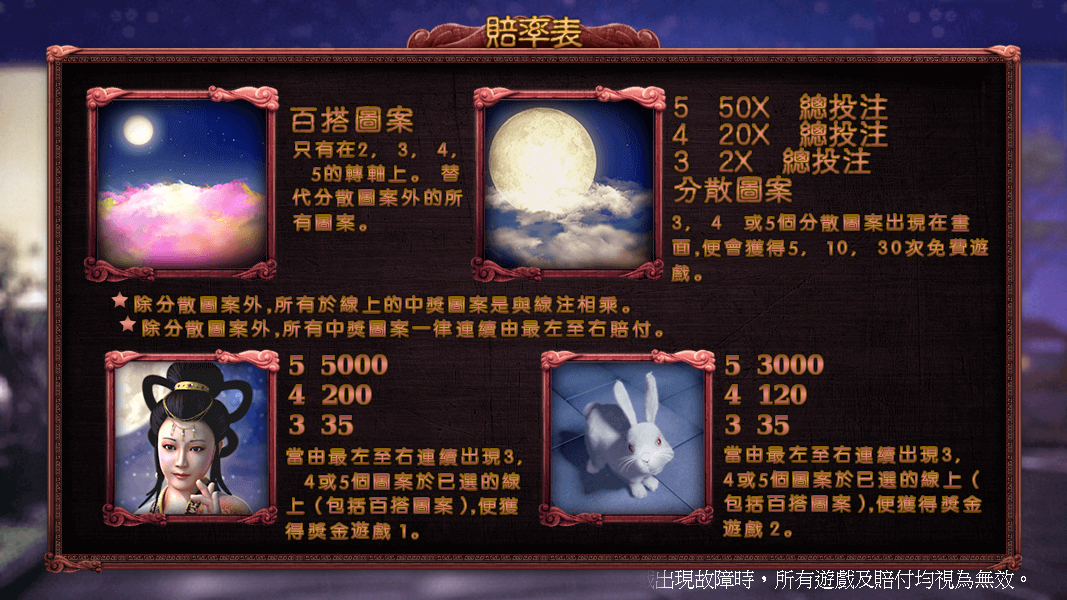 賠率表
百搭圖案
只有在2, 3, 4,
5的轉軸上。 替
代分散圖案外的所
有圖案。
5 50X 總投注
4 20X 總投注
3 2X 總投注
分散圖案
3, 4 或5個分散圖案出現在畫
面,便會獲得5, 10, 30次免費遊
戲。
除分散圖案外,所有於線上的中獎圖案是與線注相乘。
除分散圖案外,所有中獎圖案一律連續由最左至右賠付。
5 5000
4 200
3 35
當由最左至右連續出現3,
4或5個圖案於已選的線
上(包括百搭圖案),便獲
得獎金遊戲1。
5 3000
4 120
3 35
當由最左至右連續出現3,
4或5個圖案於已選的線上(
包括百搭圖案),便獲得獎金
遊戲2。
出現故障時，所有遊戲及賠付均視為無效。